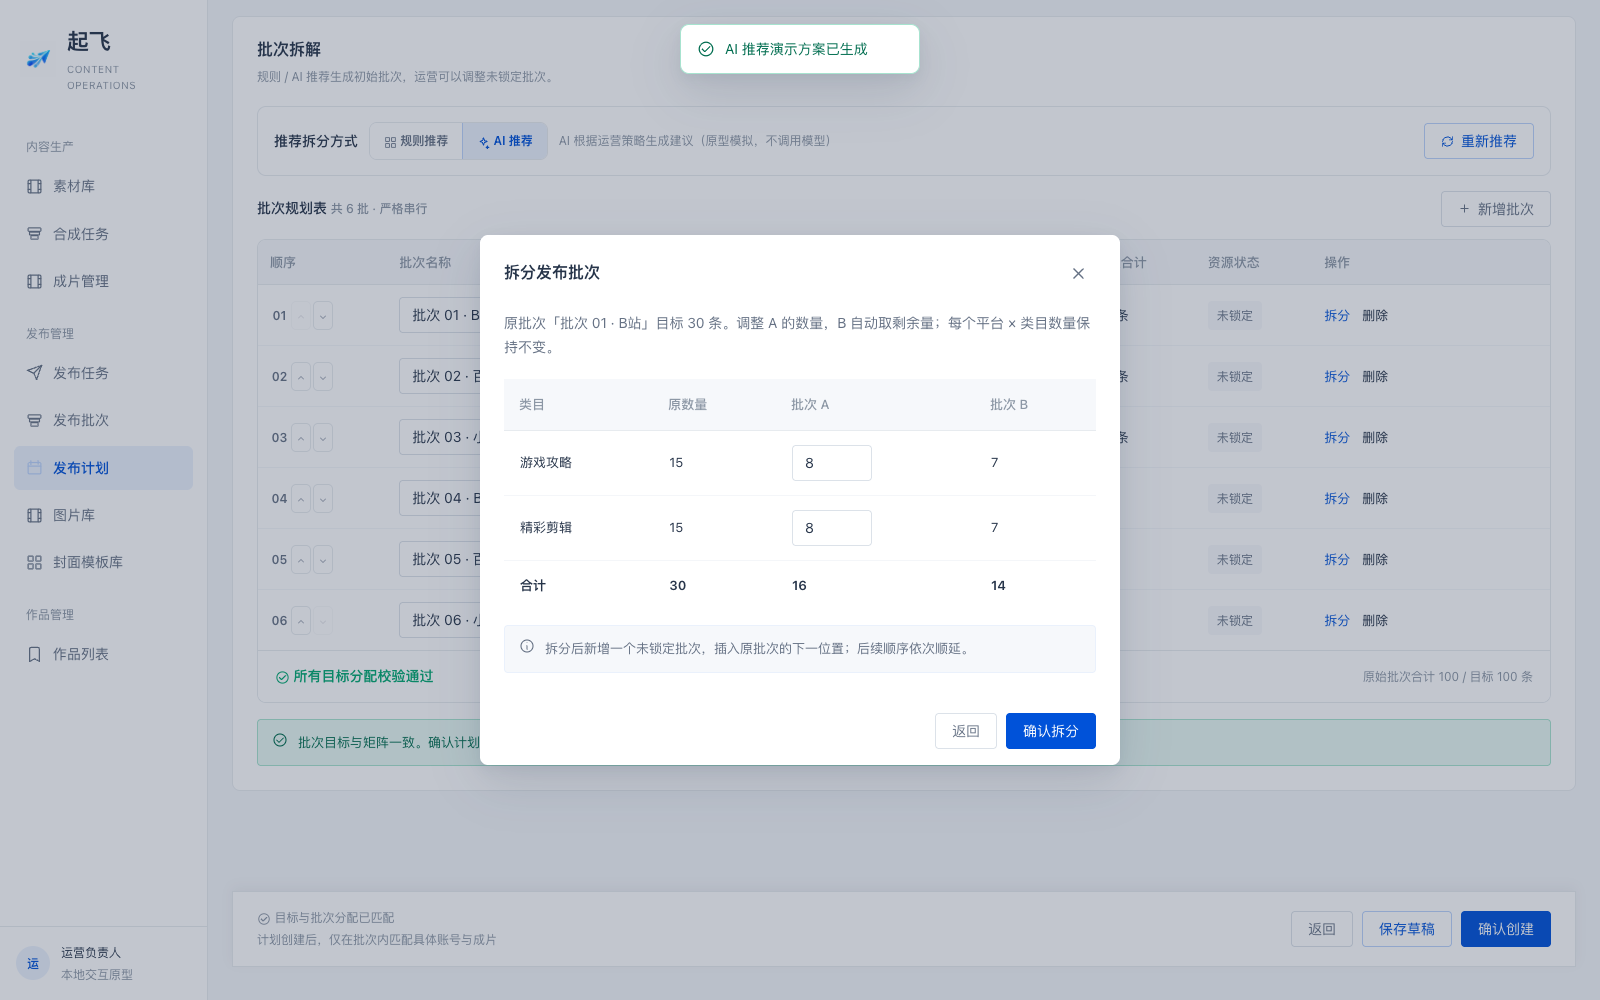 起飞
CONTENT
OPERATIONS
内容生产
素材库
合成任务
成片管理
发布管理
发布任务
发布批次
发布计划
图片库
封面模板库
作品管理
作品列表
运
运营负责人
本地交互原型
AI 推荐演示方案已生成
批次拆解
规则 / AI 推荐生成初始批次，运营可以调整未锁定批次。
推荐拆分方式 规则推荐 AI 推荐 AI 根据运营策略生成建议（原型模拟，不调用模型） 重新推荐
批次规划表 共 6 批 · 严格串行 新增批次
顺序 批次名称 合计 资源状态 操作
01 批次 01 · B 条 未锁定 拆分 删除
02 批次 02 · 条 未锁定 拆分 删除
03 批次 03 · 条 未锁定 拆分 删除
04 批次 04 · B 未锁定 拆分 删除
05 批次 05 · 未锁定 拆分 删除
06 批次 06 · 未锁定 拆分 删除
所有目标分配校验通过 原始批次合计 100 / 目标 100 条
批次目标与矩阵一致。确认计划
拆分发布批次
原批次「批次 01 · B站」目标 30 条。调整 A 的数量，B 自动取剩余量；每个平台 × 类目数量保
持不变。
类目 原数量 批次 A 批次 B
游戏攻略 15 8 7
精彩剪辑 15 8 7
合计 30 16 14
拆分后新增一个未锁定批次，插入原批次的下一位置；后续顺序依次顺延。
返回 确认拆分
目标与批次分配已匹配
计划创建后，仅在批次内匹配具体账号与成片
返回 保存草稿 确认创建